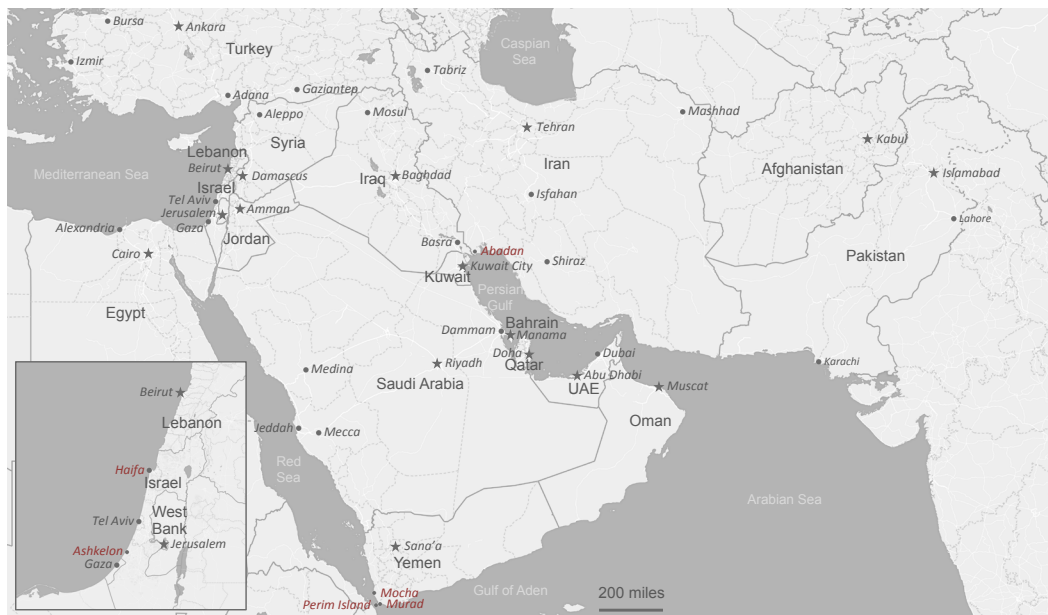 Bursa
Ankara
Turkey
Izmir
Caspian
Sea
Tabriz
Adana
Gaziantep
Mosul
Mashhad
Aleppo
Tehran
Kabul
Syria
Lebanon
Beirut
Damascus
Iraq
Baghdad
Iran
Afghanistan
Islamabad
Mediterranean Sea
Israel
Isfahan
Tel Aviv
Jerusalem
Amman
Gaza
Lahore
Alexandria
Jordan
Basra
Abadan
Cairo
Kuwait City
Kuwait
Shiraz
Pakistan
Persian
Gulf
Egypt
Bahrain
Dammam
Manama
Doha
Qatar
Dubai
Karachi
Medina
Riyadh
Saudi Arabia
Abu Dhabi
UAE
Muscat
Oman
Jeddah
Mecca
Red
Sea
Arabian Sea
Sana'a
Yemen
Gulf of Aden
200 miles
Mocha
Perim Island
Murad
Beirut
Lebanon
Haifa
Israel
West
Bank
Tel Aviv
Jerusalem
Ashkelon
Gaza